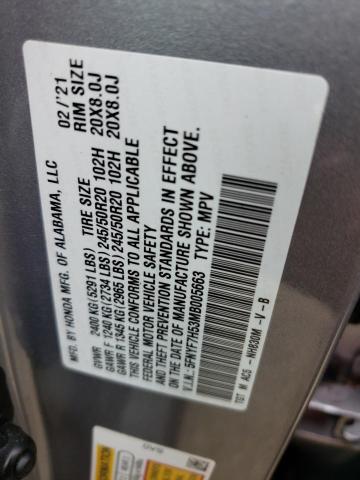 MFD. BY HONDA MFG. OF ALABAMA, LLC 02/'21
TIRE SIZE RIM SIZE
GVWR 2400 KG (5291 LBS)
GAWR F 1240 KG (2734 LBS) 245/50R20 102H 20X8.0J
GAWR R 1345 KG (2965 LBS) 245/50R20 102H 20X8.0J
THIS VEHICLE CONFORMS TO ALL APPLICABLE
FEDERAL MOTOR VEHICLE SAFETY
AND THEFT PREVENTION STANDARDS IN EFFECT
ON THE DATE OF MANUFACTURE SHOWN ABOVE.
V.I.N.: 5FNYF7H53MB005663 TYPE: MPV
TGT M ACS - NH830M -V -B